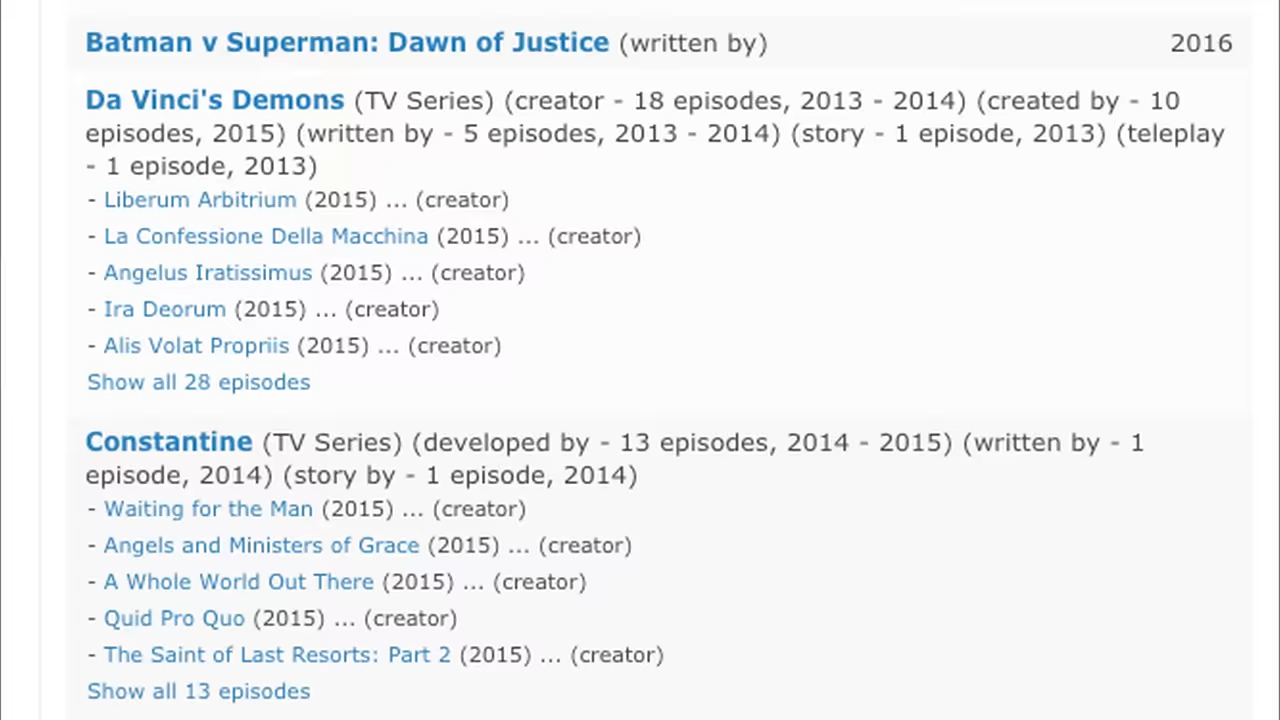 Batman v Superman: Dawn of Justice (written by) 2016
Da Vinci's Demons (TV Series) (creator - 18 episodes, 2013 - 2014) (created by - 10
episodes, 2015) (written by - 5 episodes, 2013 - 2014) (story - 1 episode, 2013) (teleplay
- 1 episode, 2013)
- Liberum Arbitrium (2015) ... (creator)
- La Confessione Della Macchina (2015) ... (creator)
- Angelus Iratissimus (2015) ... (creator)
- Ira Deorum (2015) ... (creator)
- Alis Volat Propriis (2015) ... (creator)
Show all 28 episodes
Constantine (TV Series) (developed by - 13 episodes, 2014 - 2015) (written by - 1
episode, 2014) (story by - 1 episode, 2014)
- Waiting for the Man (2015) ... (creator)
- Angels and Ministers of Grace (2015) ... (creator)
- A Whole World Out There (2015) ... (creator)
- Quid Pro Quo (2015) ... (creator)
- The Saint of Last Resorts: Part 2 (2015) ... (creator)
Show all 13 episodes